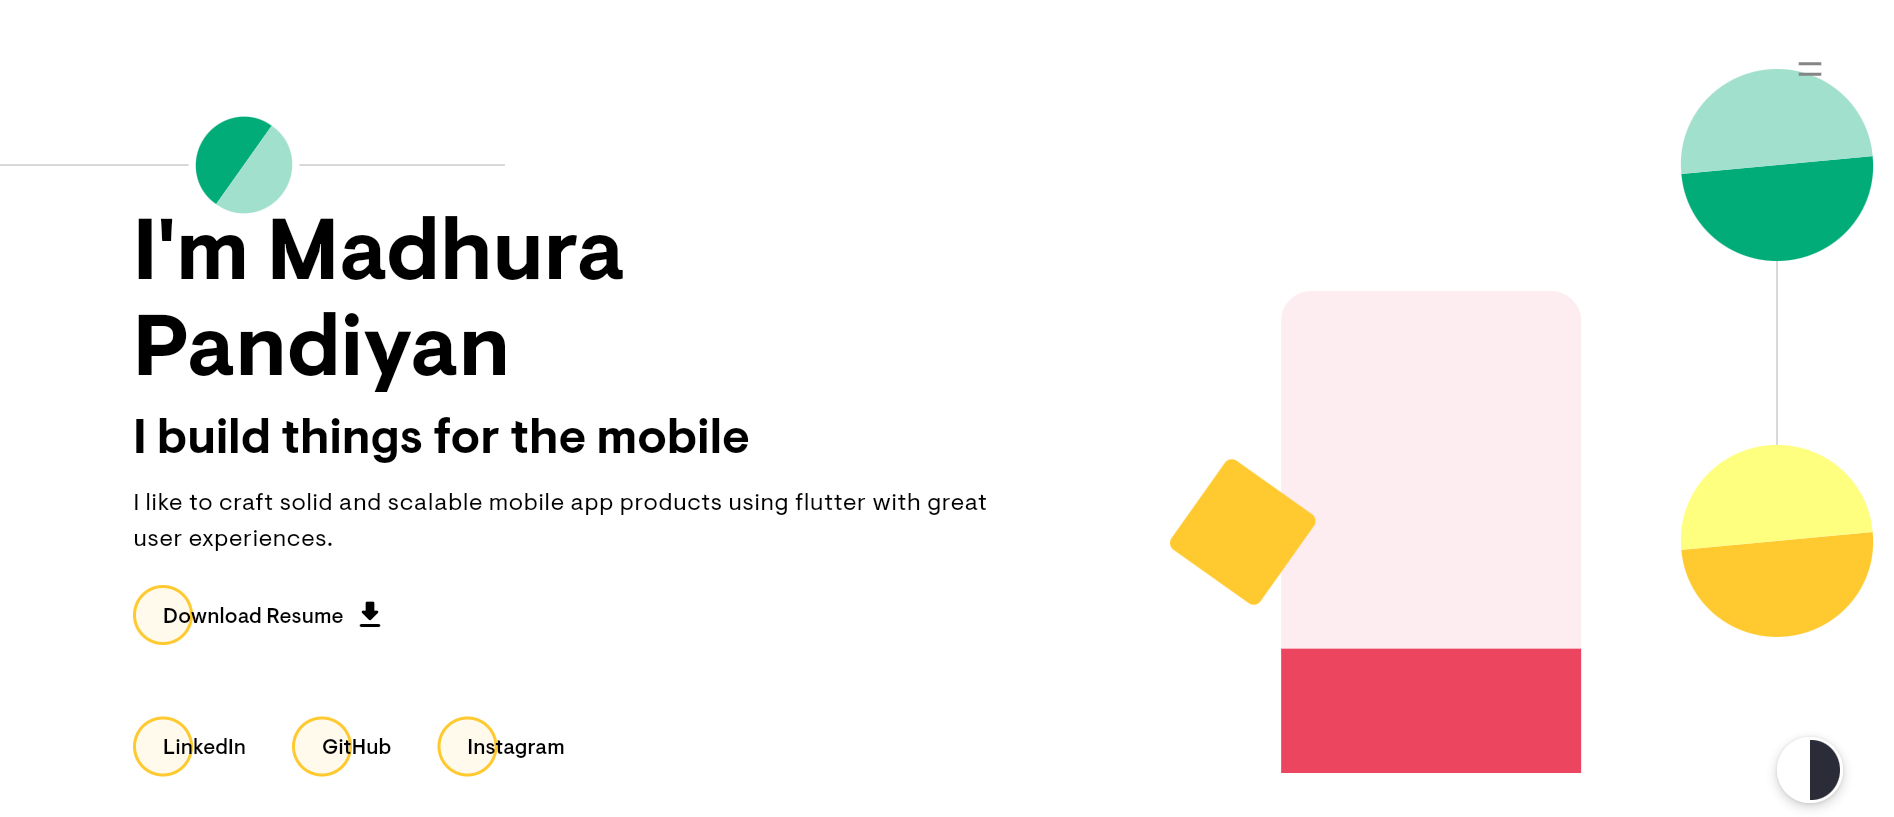 I'm Madhura
Pandiyan
I build things for the mobile
I like to craft solid and scalable mobile app products using flutter with great
user experiences.
Download Resume
LinkedIn GitHub Instagram